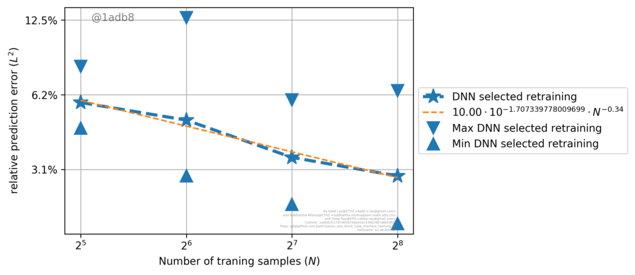 @1adb8
12.5%
6.2%
3.1%
relative prediction error (L²)
2⁵
2⁶
2⁷
2⁸
Number of traning samples (N)
DNN selected retraining
10.00 · 10⁻¹·⁷⁰⁷³³⁹⁷⁷⁸⁰⁰⁹⁶⁹⁹ · N⁻⁰·³⁴
Max DNN selected retraining
Min DNN selected retraining